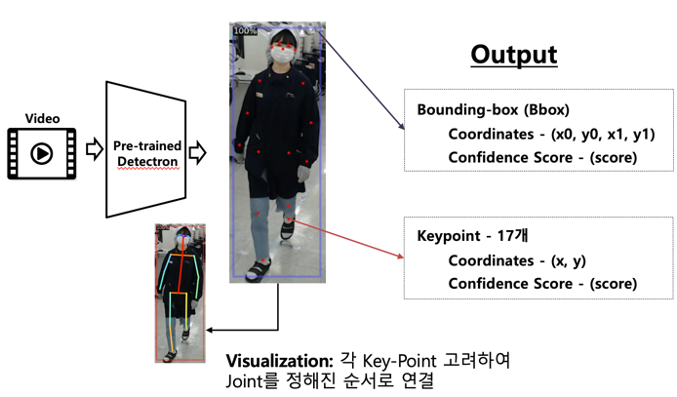 Output
Video
Pre-trained
Detectron
100%
Bounding-box (Bbox)
Coordinates - (x0, y0, x1, y1)
Confidence Score - (score)
Keypoint - 17개
Coordinates - (x, y)
Confidence Score - (score)
Visualization: 각 Key-Point 고려하여
Joint를 정해진 순서로 연결